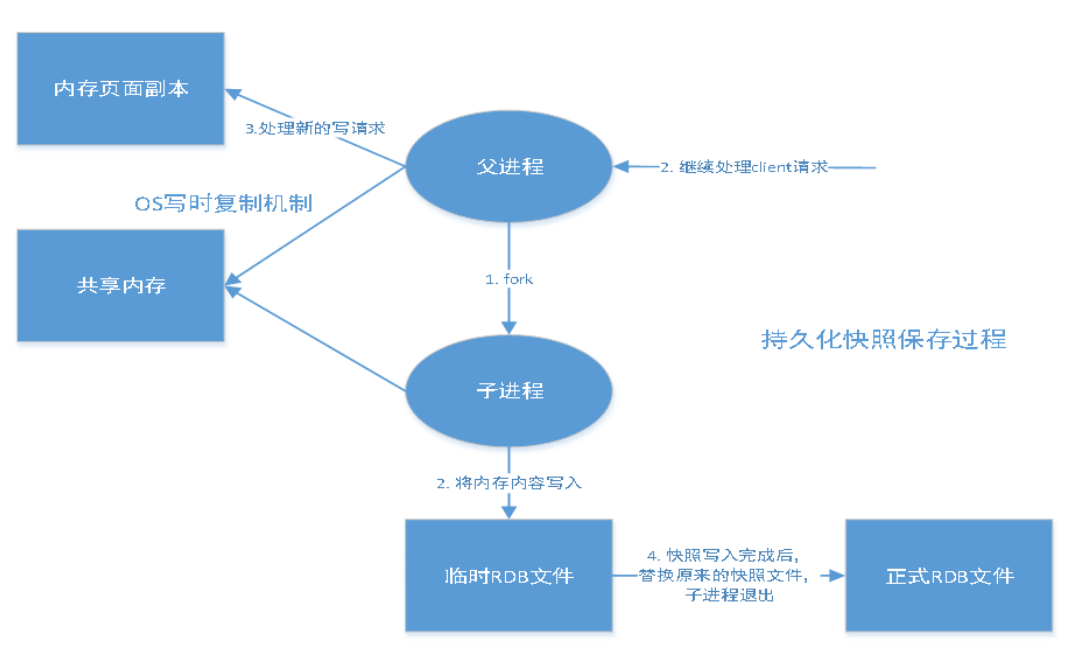 内存页面副本
3.处理新的写请求
父进程
2. 继续处理client请求
OS写时复制机制
共享内存
1. fork
持久化快照保存过程
子进程
2. 将内存内容写入
临时RDB文件
4. 快照写入完成后,
替换原来的快照文件,
子进程退出
正式RDB文件